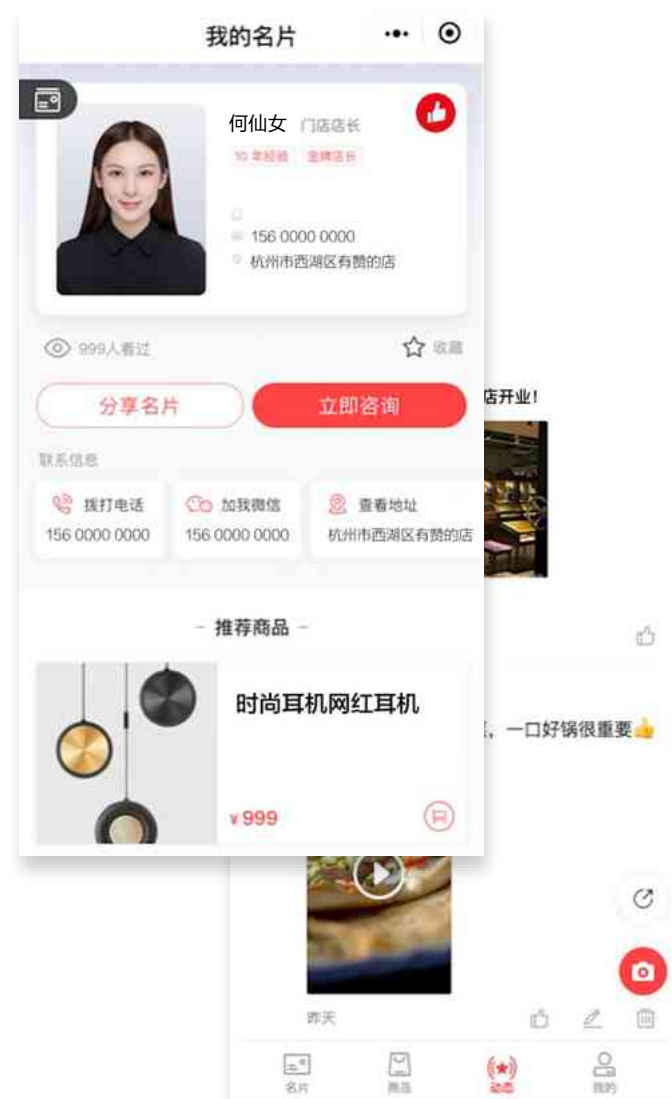 我的名片
何仙女 门店店长
10 年经验 金牌店长
156 0000 0000
杭州市西湖区有赞的店
999人看过
收藏
分享名片
立即咨询
联系信息
拨打电话
156 0000 0000
加我微信
156 0000 0000
查看地址
杭州市西湖区有赞的店
- 推荐商品 -
时尚耳机网红耳机
¥ 999
店开业!
,一口好锅很重要👍
昨天
名片
商品
动态
我的